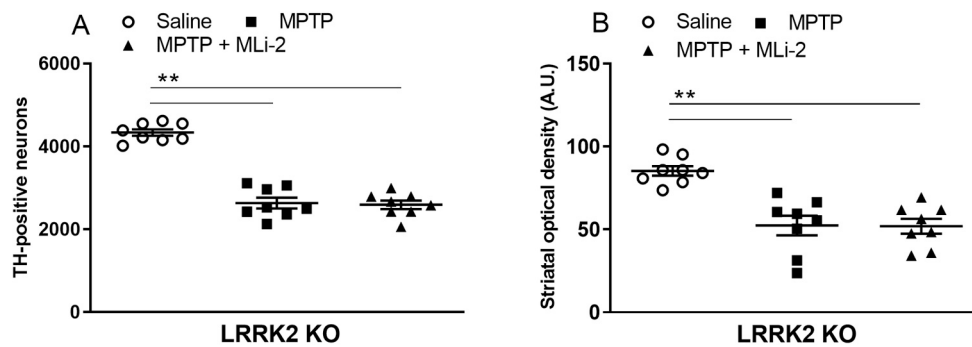 A
Saline
MPTP
MPTP + MLi-2
6000
4000
2000
0
TH-positive neurons
**
LRRK2 KO
B
Saline
MPTP
MPTP + MLi-2
150
100
50
0
Striatal optical density (A.U.)
**
LRRK2 KO